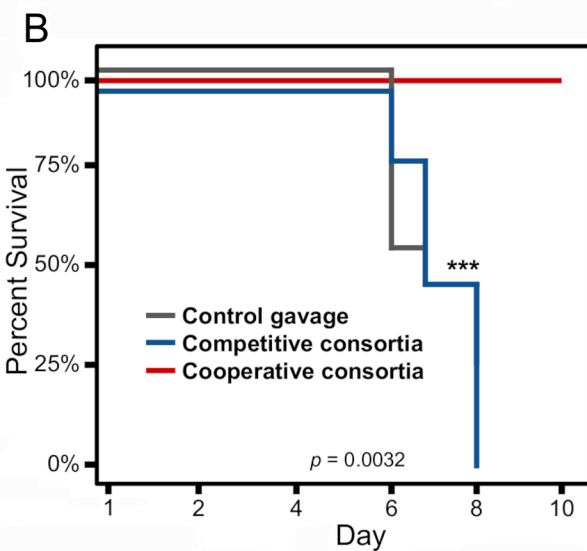 B
100%
75%
50%
25%
0%
Percent Survival
***
Control gavage
Competitive consortia
Cooperative consortia
p = 0.0032
1 2 4 6 8 10
Day